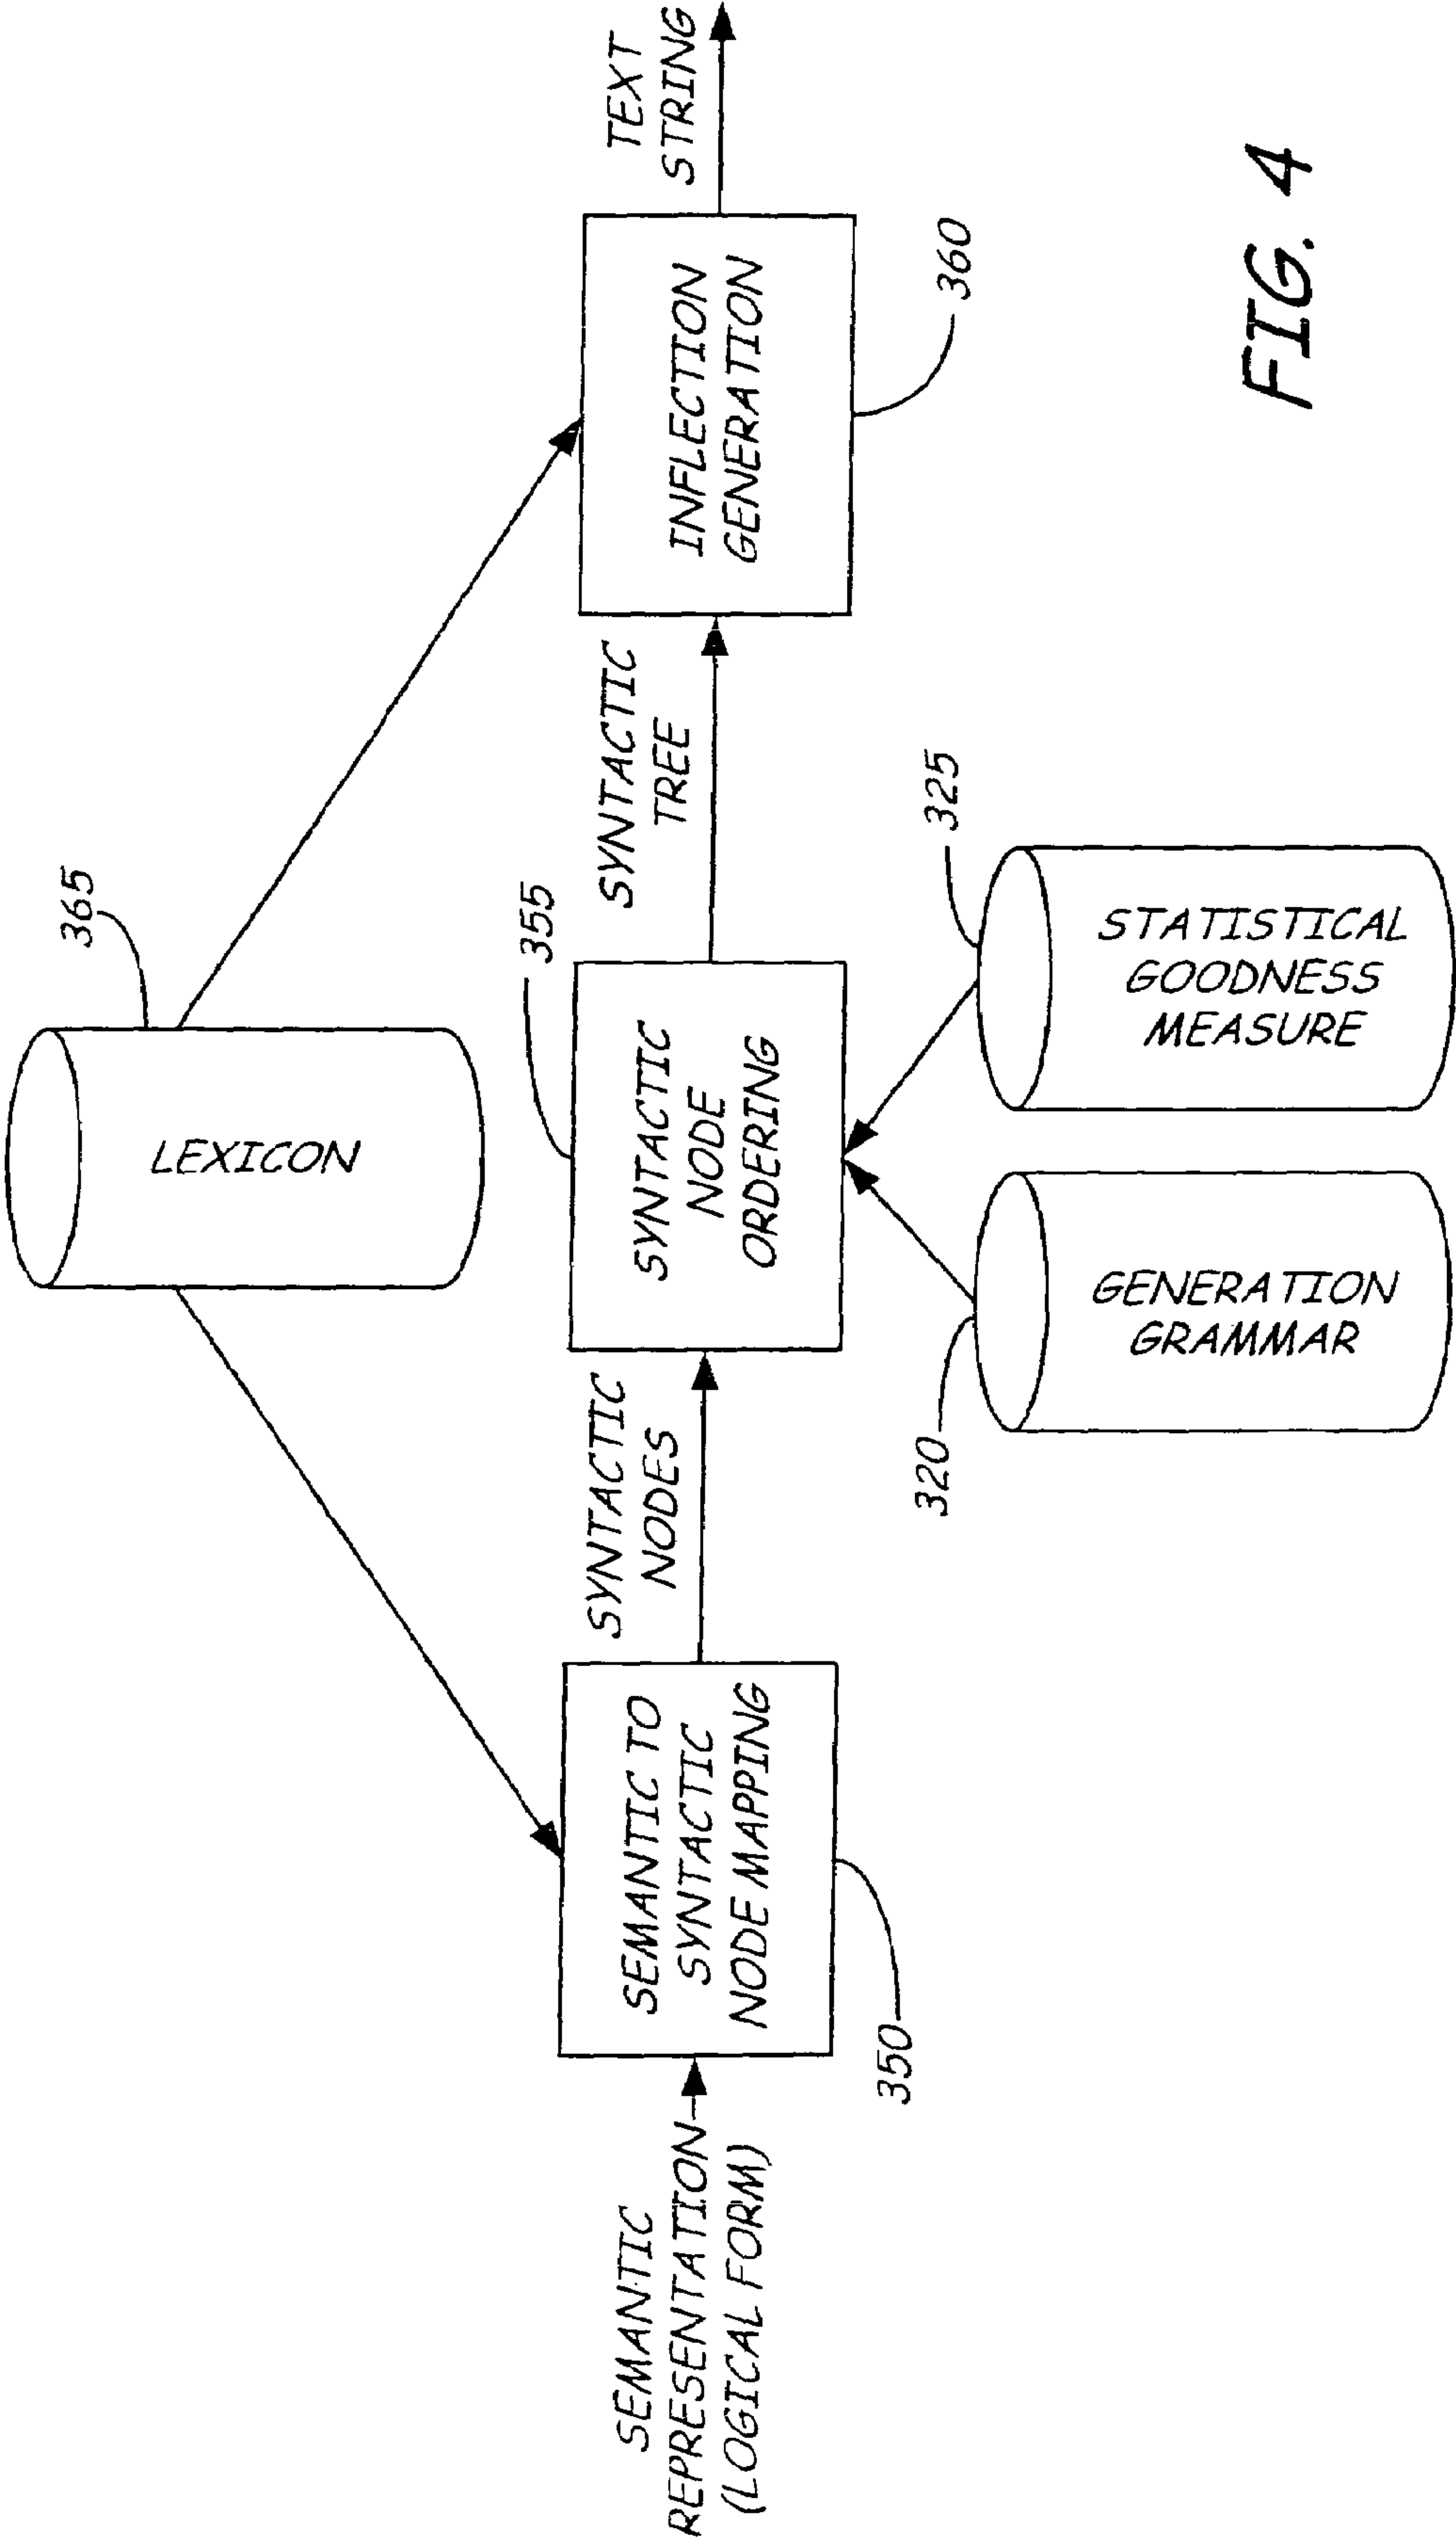 365
LEXICON
SEMANTIC
REPRESENTATION
(LOGICAL FORM)
SEMANTIC TO
SYNTACTIC
NODE MAPPING
350
SYNTACTIC
NODES
355
SYNTACTIC
NODE
ORDERING
SYNTACTIC
TREE
INFLECTION
GENERATION
360
TEXT
STRING
320
GENERATION
GRAMMAR
325
STATISTICAL
GOODNESS
MEASURE
FIG. 4